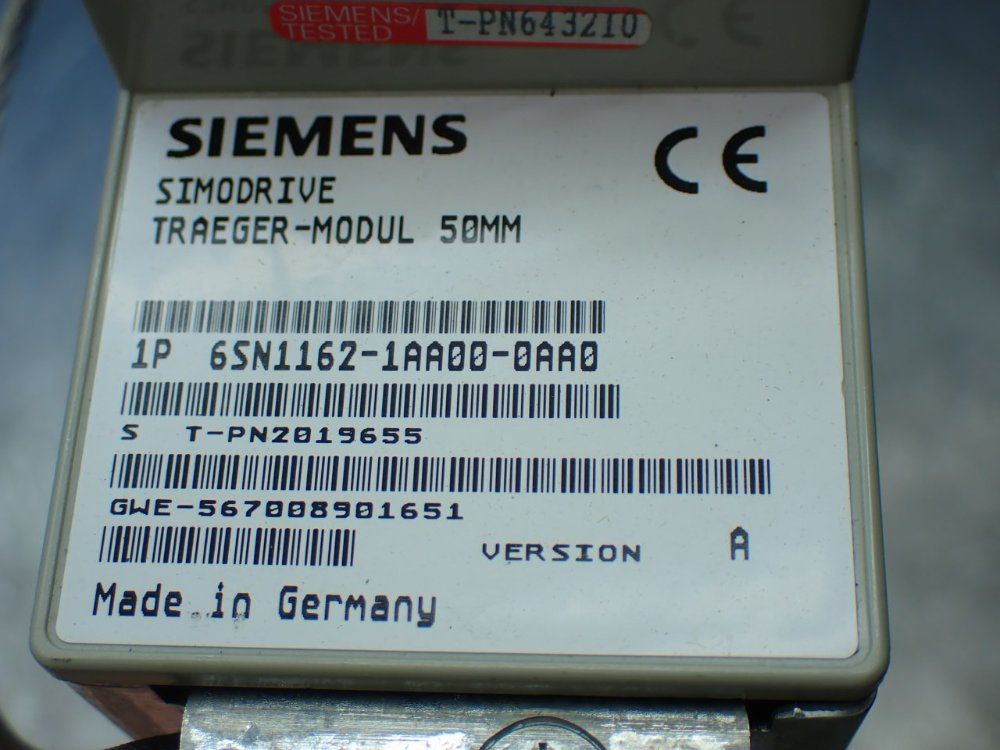 SIEMENS/ T-PN643210
TESTED
SIEMENS
SIMODRIVE
TRAEGER-MODUL 50MM
1P 6SN1162-1AA00-0AA0
S T-PN2019655
GWE-567008901651
VERSION A
Made in Germany